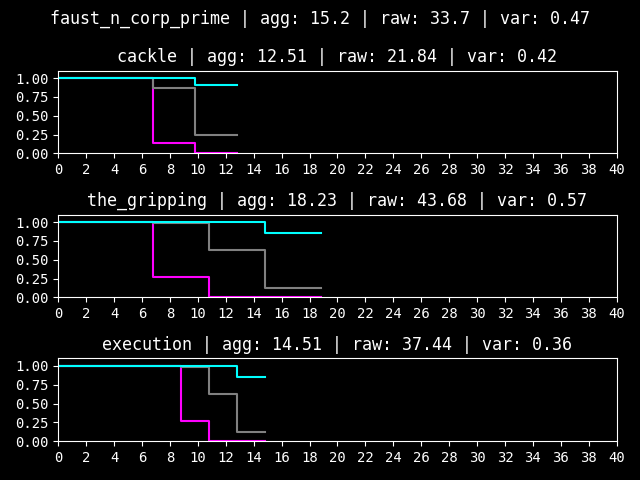 faust_n_corp_prime | agg: 15.2 | raw: 33.7 | var: 0.47
cackle | agg: 12.51 | raw: 21.84 | var: 0.42
1.00
0.75
0.50
0.25
0.00
0 2 4 6 8 10 12 14 16 18 20 22 24 26 28 30 32 34 36 38 40
the_gripping | agg: 18.23 | raw: 43.68 | var: 0.57
1.00
0.75
0.50
0.25
0.00
0 2 4 6 8 10 12 14 16 18 20 22 24 26 28 30 32 34 36 38 40
execution | agg: 14.51 | raw: 37.44 | var: 0.36
1.00
0.75
0.50
0.25
0.00
0 2 4 6 8 10 12 14 16 18 20 22 24 26 28 30 32 34 36 38 40